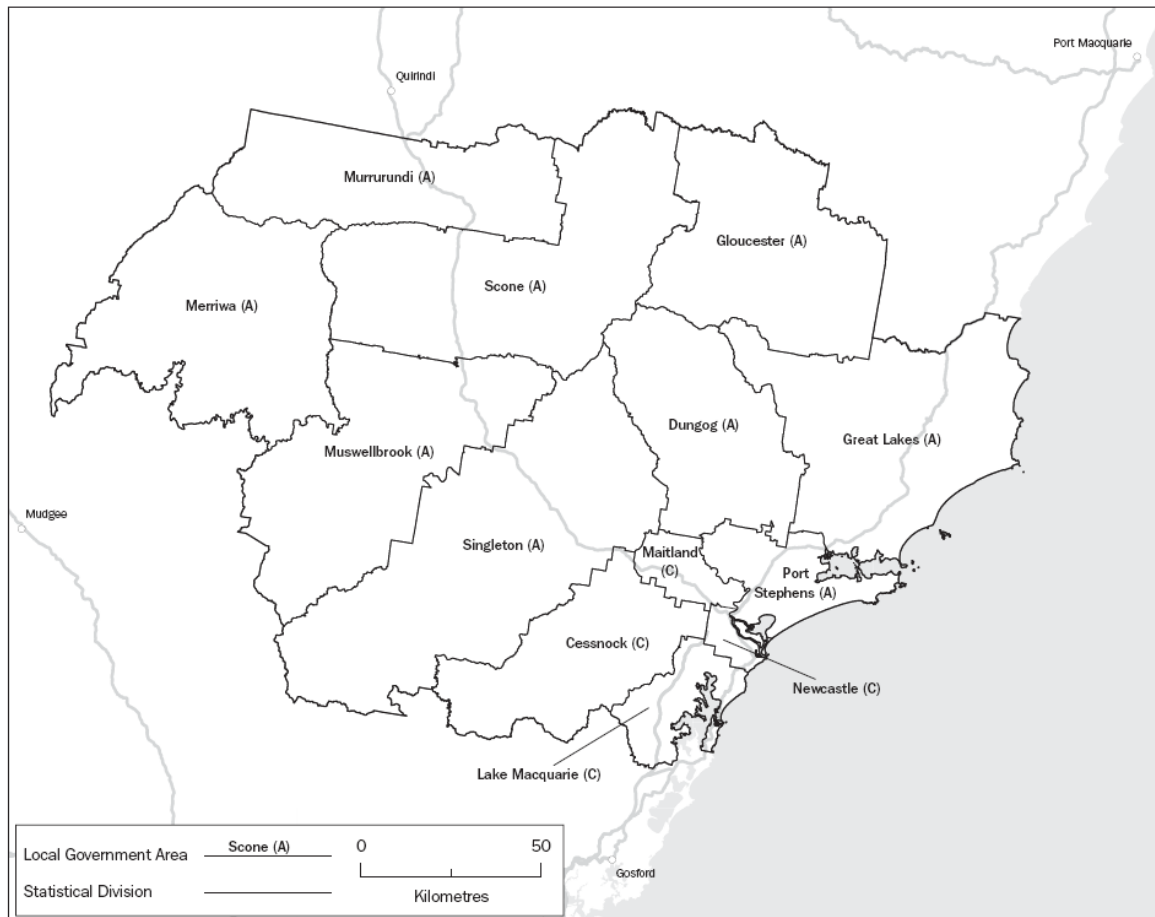 Port Macquarie
Quirindi
Murrurundi (A)
Gloucester (A)
Scone (A)
Merriwa (A)
Dungog (A)
Great Lakes (A)
Muswellbrook (A)
Mudgee
Singleton (A)
Maitland
(C)
Port
Stephens (A)
Cessnock (C)
Newcastle (C)
Lake Macquarie (C)
Local Government Area
Scone (A)
0
50
Statistical Division
Kilometres
Gosford